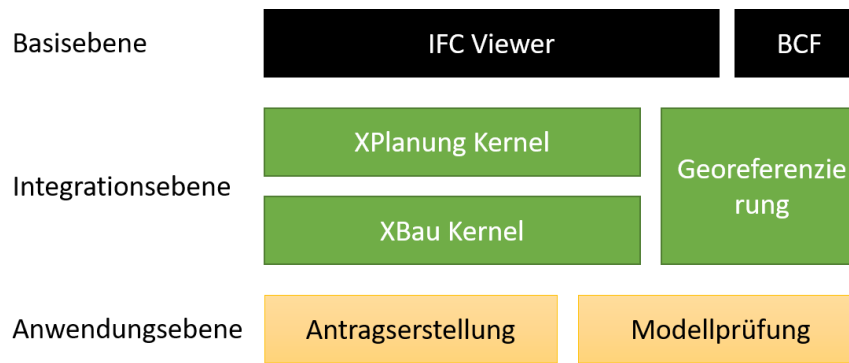 Basisebene
IFC Viewer
BCF
XPlanung Kernel
Integrationsebene
Georeferenzie
rung
XBau Kernel
Anwendungsebene
Antragserstellung
Modellprüfung